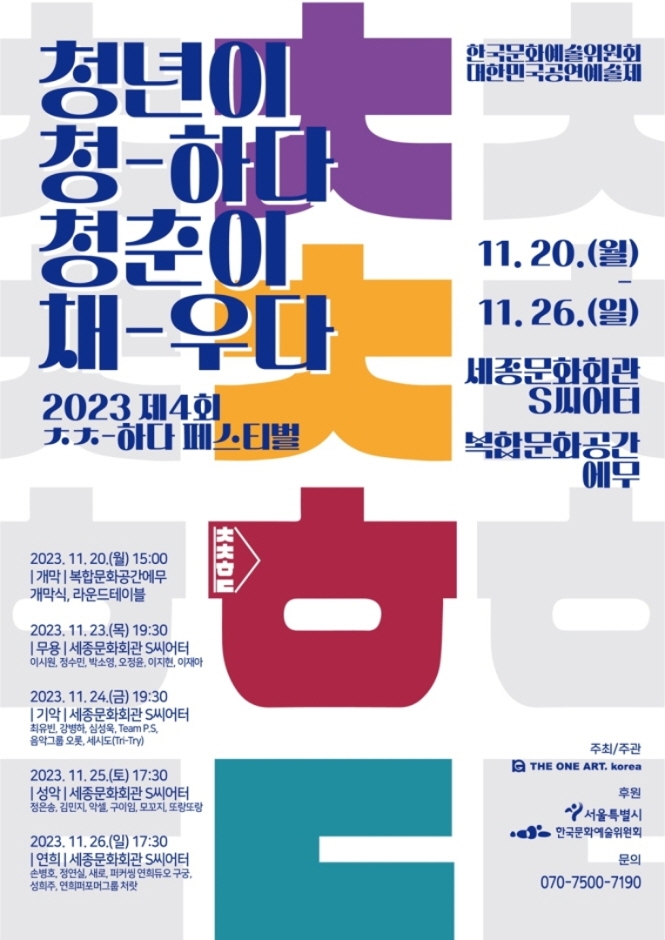 청년이
청-하다
청춘이
채-우다
2023 제4회
ㅊㅊ-하다 페스티벌
한국문화예술위원회
대한민국공연예술제
11. 20.(월)
–
11. 26.(일)
세종문화회관
S씨어터
복합문화공간
에무
ㅊㅊㅎㄷ
2023. 11. 20.(월) 15:00
| 개막 | 복합문화공간에무
개막식, 라운드테이블
2023. 11. 23.(목) 19:30
| 무용 | 세종문화회관 S씨어터
이시원, 정수민, 박소영, 오정윤, 이지현, 이재아
2023. 11. 24.(금) 19:30
| 기악 | 세종문화회관 S씨어터
최유빈, 강병하, 심성욱, Team P.S,
음악그룹 오롯, 세시도(Tri-Try)
2023. 11. 25.(토) 17:30
| 성악 | 세종문화회관 S씨어터
정은송, 김민지, 악셀, 구이임, 모꼬지, 또랑또랑
2023. 11. 26.(일) 17:30
| 연희 | 세종문화회관 S씨어터
손병호, 정연실, 새로, 퍼커씽 연희듀오 구궁,
성희주, 연희퍼포머그룹 처랏
주최/주관
THE ONE ART. korea
후원
서울특별시
한국문화예술위원회
문의
070-7500-7190
ㅊ
ㅊ
ㅎ
ㄷ